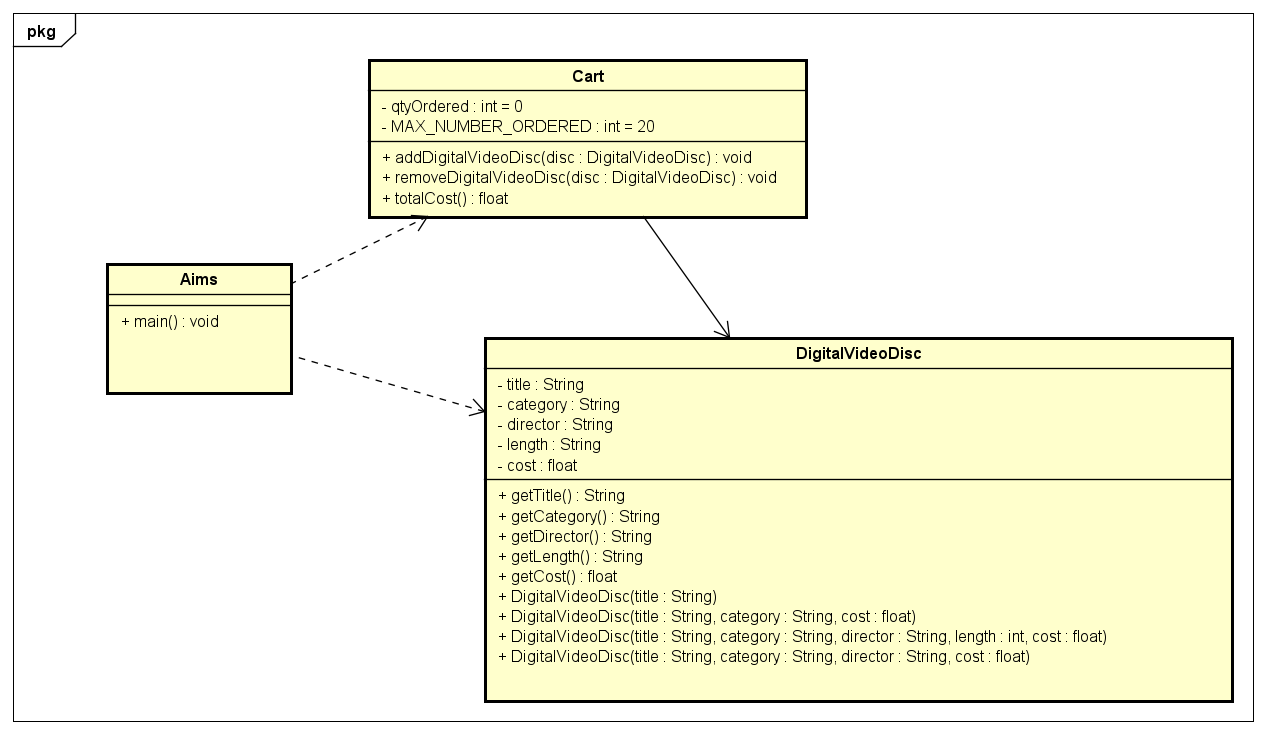 pkg
Cart
- qtyOrdered : int = 0
- MAX_NUMBER_ORDERED : int = 20
+ addDigitalVideoDisc(disc : DigitalVideoDisc) : void
+ removeDigitalVideoDisc(disc : DigitalVideoDisc) : void
+ totalCost() : float
Aims
+ main() : void
DigitalVideoDisc
- title : String
- category : String
- director : String
- length : String
- cost : float
+ getTitle() : String
+ getCategory() : String
+ getDirector() : String
+ getLength() : String
+ getCost() : float
+ DigitalVideoDisc(title : String)
+ DigitalVideoDisc(title : String, category : String, cost : float)
+ DigitalVideoDisc(title : String, category : String, director : String, length : int, cost : float)
+ DigitalVideoDisc(title : String, category : String, director : String, cost : float)